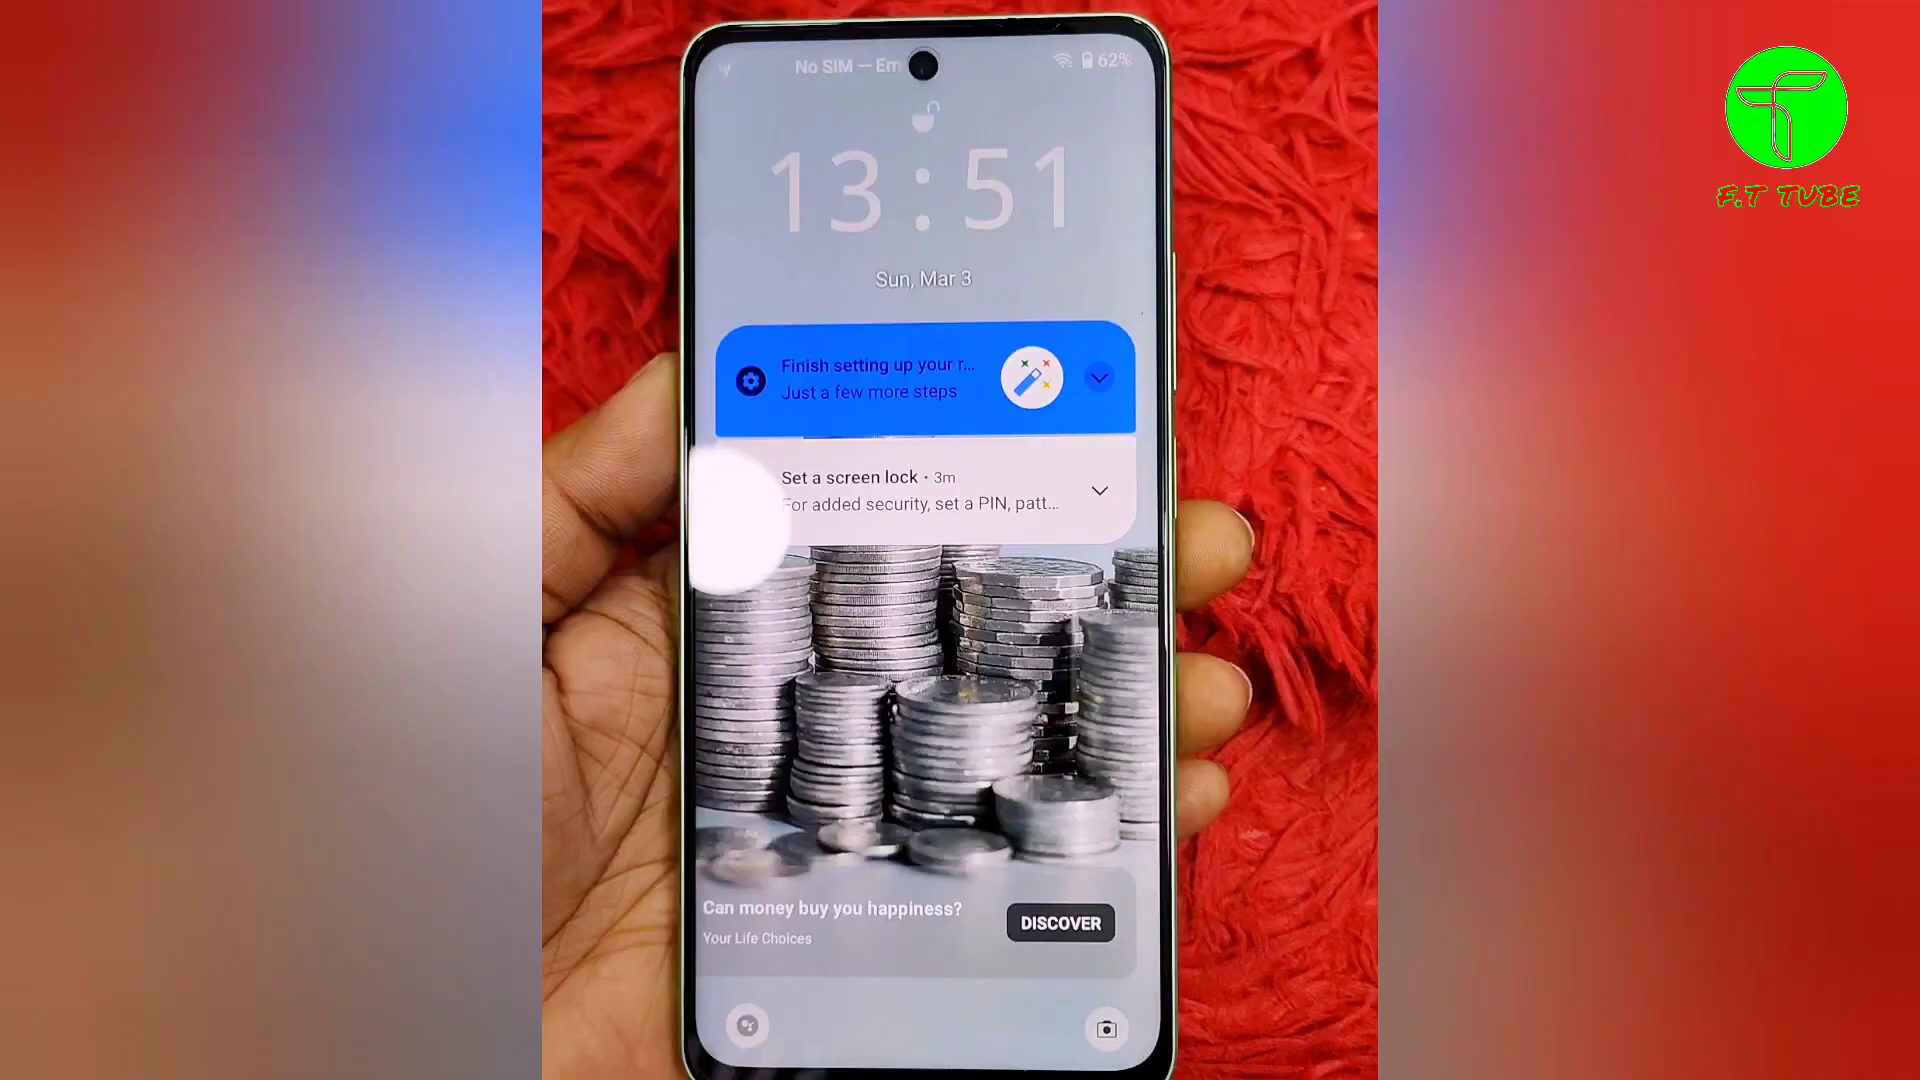 No SIM — Em
62%
13:51
Sun, Mar 3
Finish setting up your r...
Just a few more steps
Set a screen lock · 3m
For added security, set a PIN, patt...
Can money buy you happiness?
Your Life Choices
DISCOVER
F.T TUBE